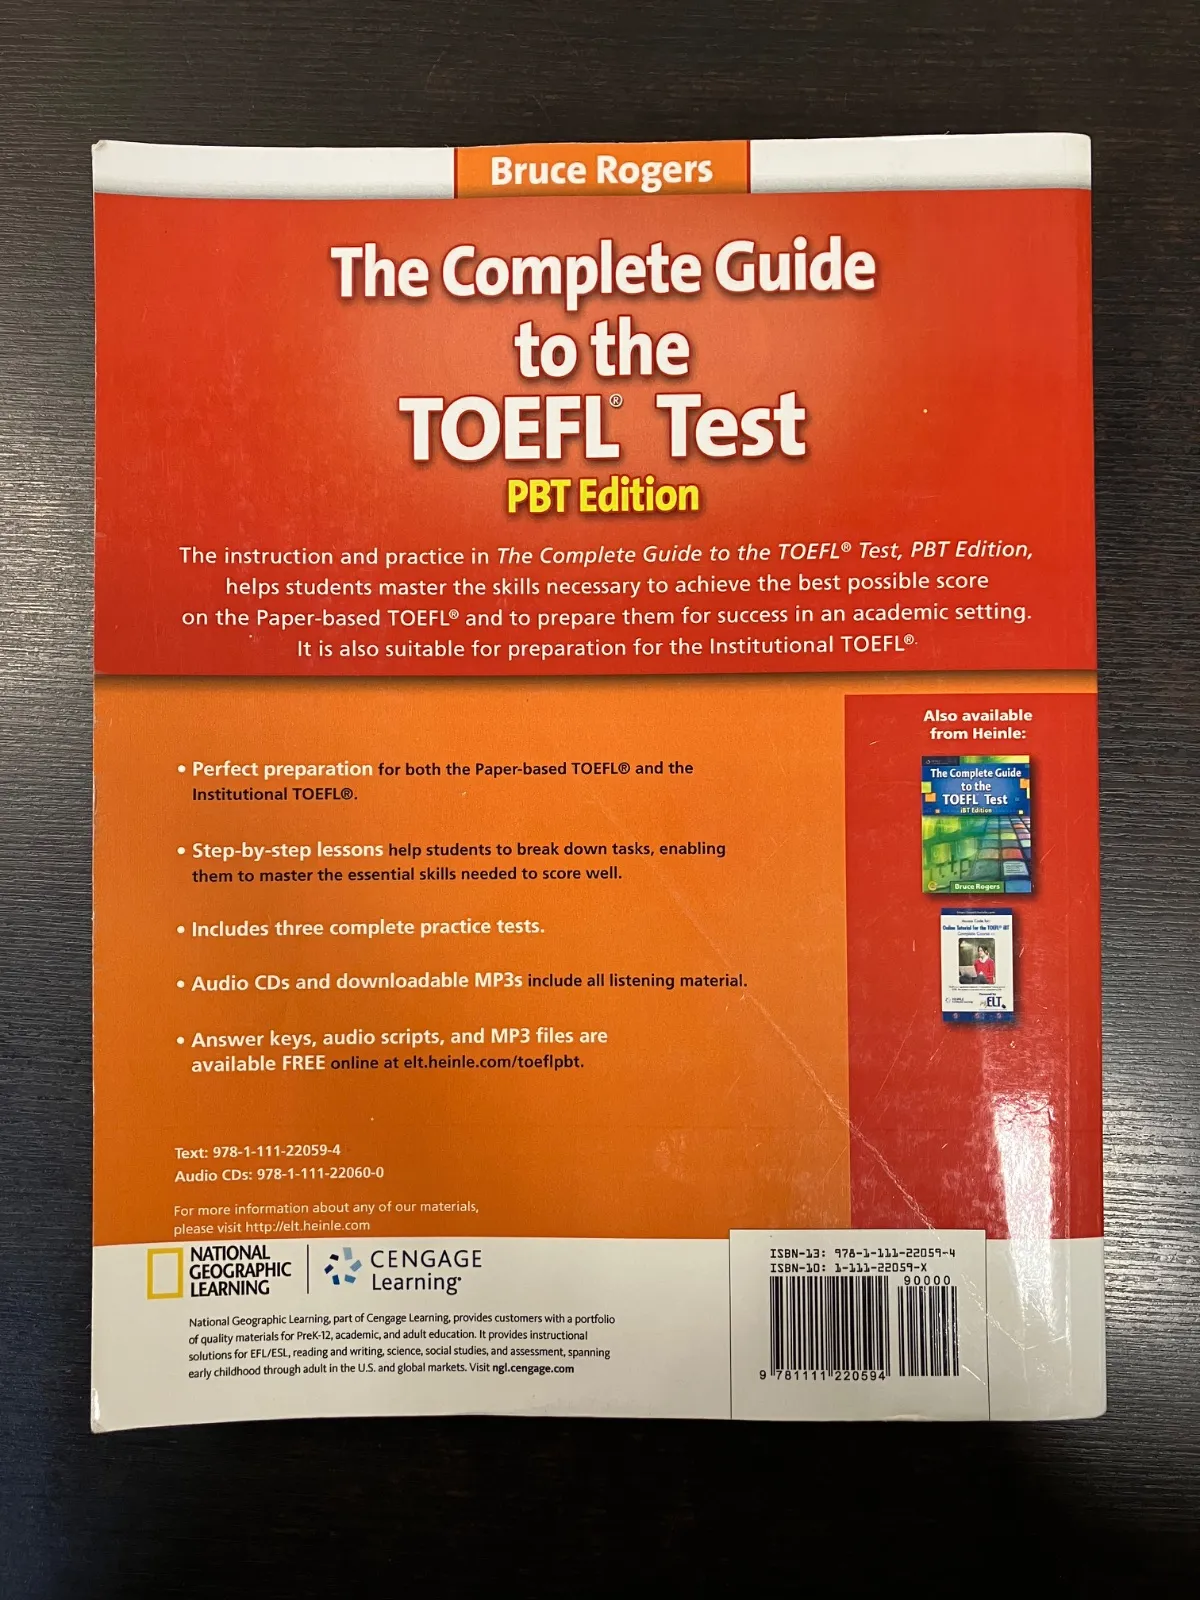 Bruce Rogers
The Complete Guide
to the
TOEFL® Test
PBT Edition
The instruction and practice in The Complete Guide to the TOEFL® Test, PBT Edition,
helps students master the skills necessary to achieve the best possible score
on the Paper-based TOEFL® and to prepare them for success in an academic setting.
It is also suitable for preparation for the Institutional TOEFL®.
• Perfect preparation for both the Paper-based TOEFL® and the
Institutional TOEFL®.
• Step-by-step lessons help students to break down tasks, enabling
them to master the essential skills needed to score well.
• Includes three complete practice tests.
• Audio CDs and downloadable MP3s include all listening material.
• Answer keys, audio scripts, and MP3 files are
available FREE online at elt.heinle.com/toeflpbt.
Text: 978-1-111-22059-4
Audio CDs: 978-1-111-22060-0
For more information about any of our materials,
please visit http://elt.heinle.com
Also available
from Heinle:
The Complete Guide
to the
TOEFL Test
iBT Edition
Bruce Rogers
Online Tutorial for the TOEFL® iBT
ELT
NATIONAL
GEOGRAPHIC
LEARNING
CENGAGE
Learning®
National Geographic Learning, part of Cengage Learning, provides customers with a portfolio
of quality materials for PreK-12, academic, and adult education. It provides instructional
solutions for EFL/ESL, reading and writing, science, social studies, and assessment, spanning
early childhood through adult in the U.S. and global markets. Visit ngl.cengage.com
ISBN-13: 978-1-111-22059-4
ISBN-10: 1-111-22059-X
90000
9 781111 220594